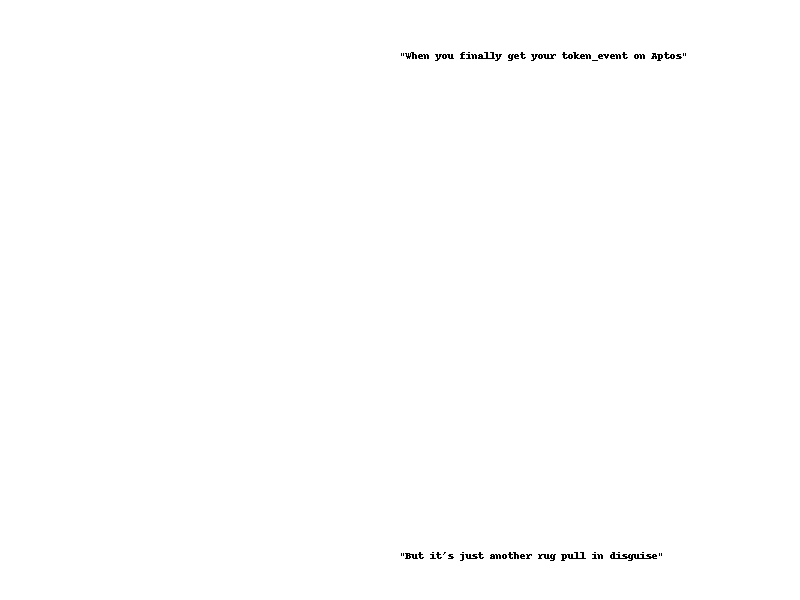 "When you finally get your token_event on Aptos"
"But it's just another rug pull in disguise"